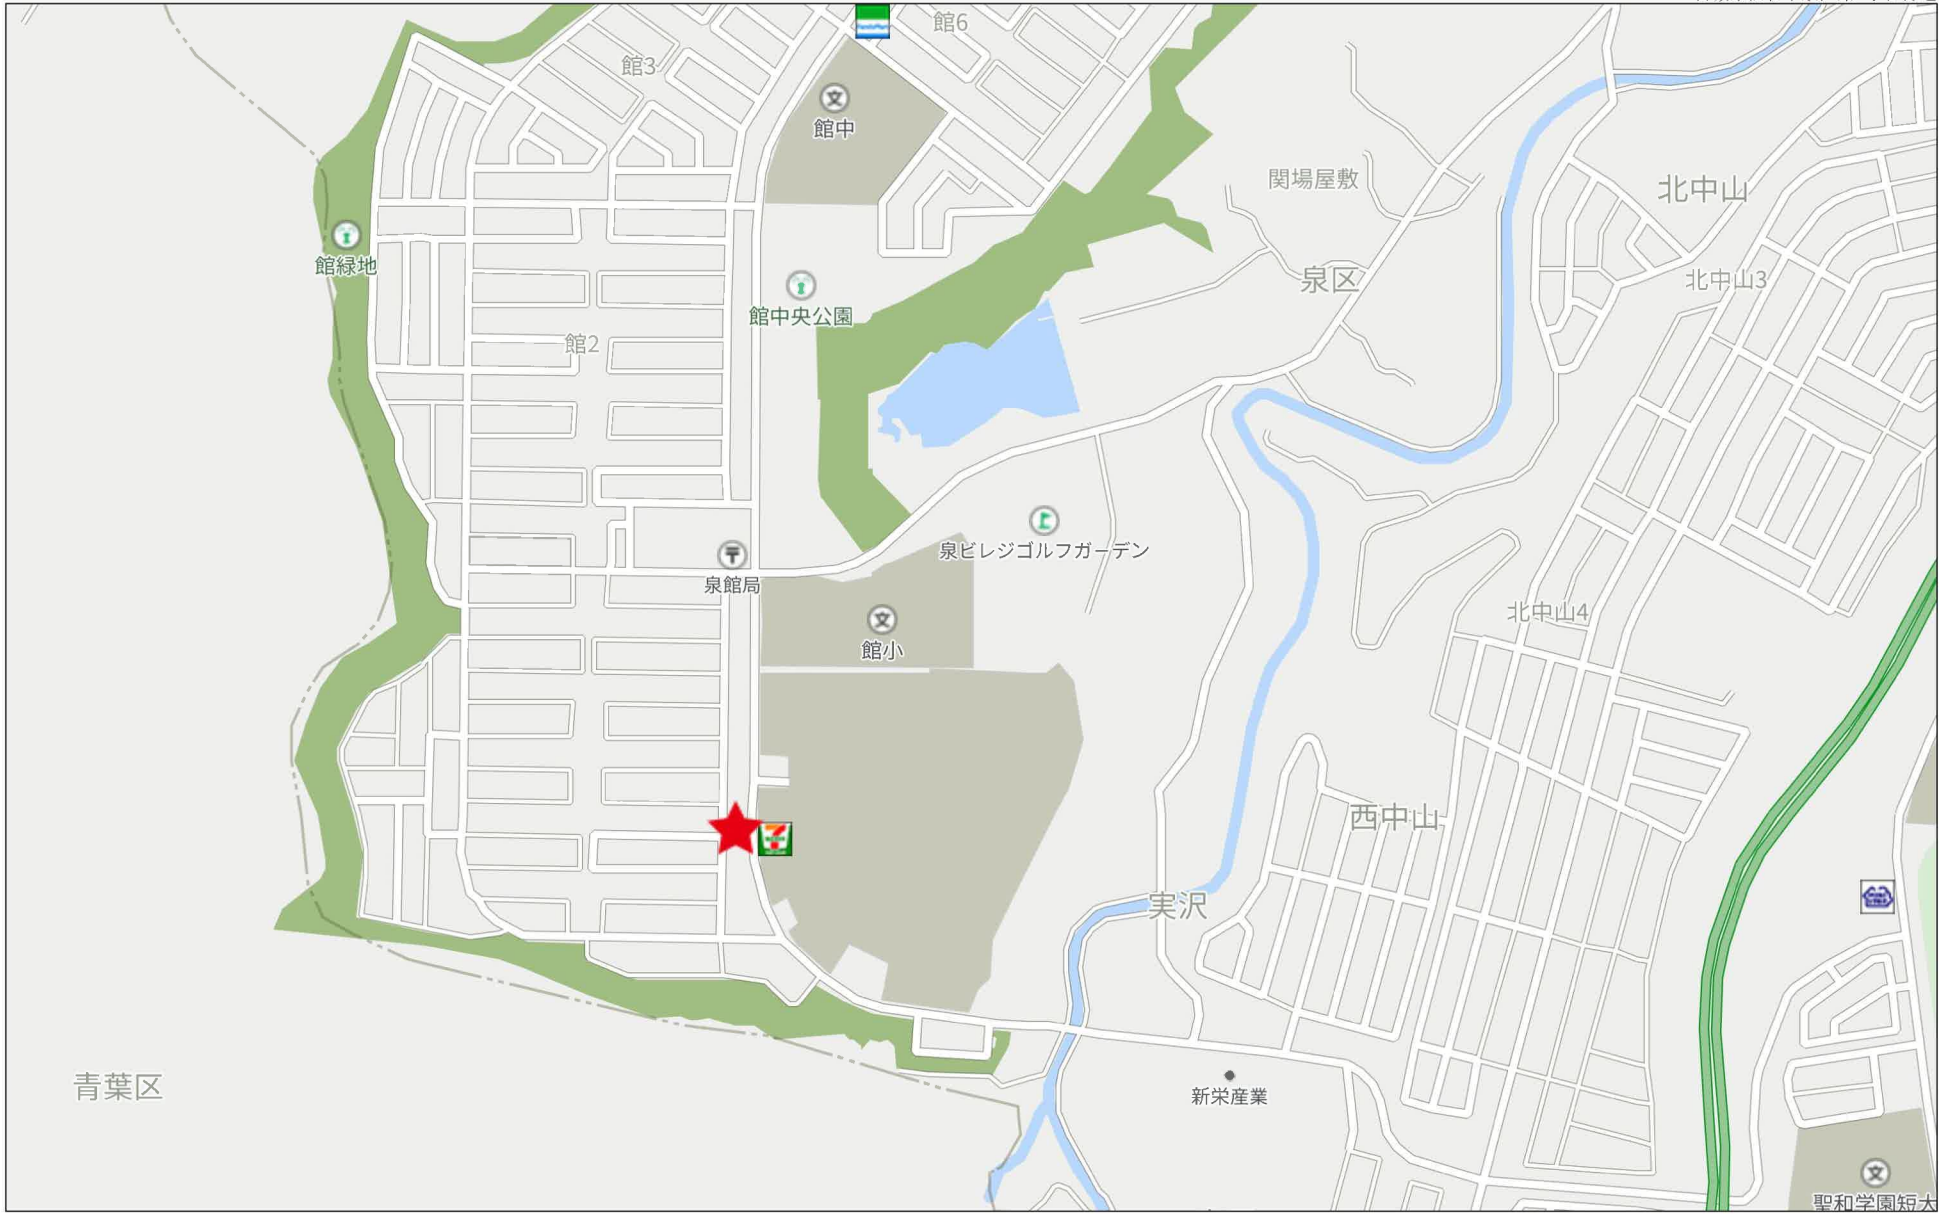 館6
館3
館中
関場屋敷
北中山
館緑地
泉区
北中山3
館中央公園
館2
泉ビレジゴルフガーデン
泉館局
北中山4
館小
西中山
実沢
青葉区
新栄産業
聖和学園短大